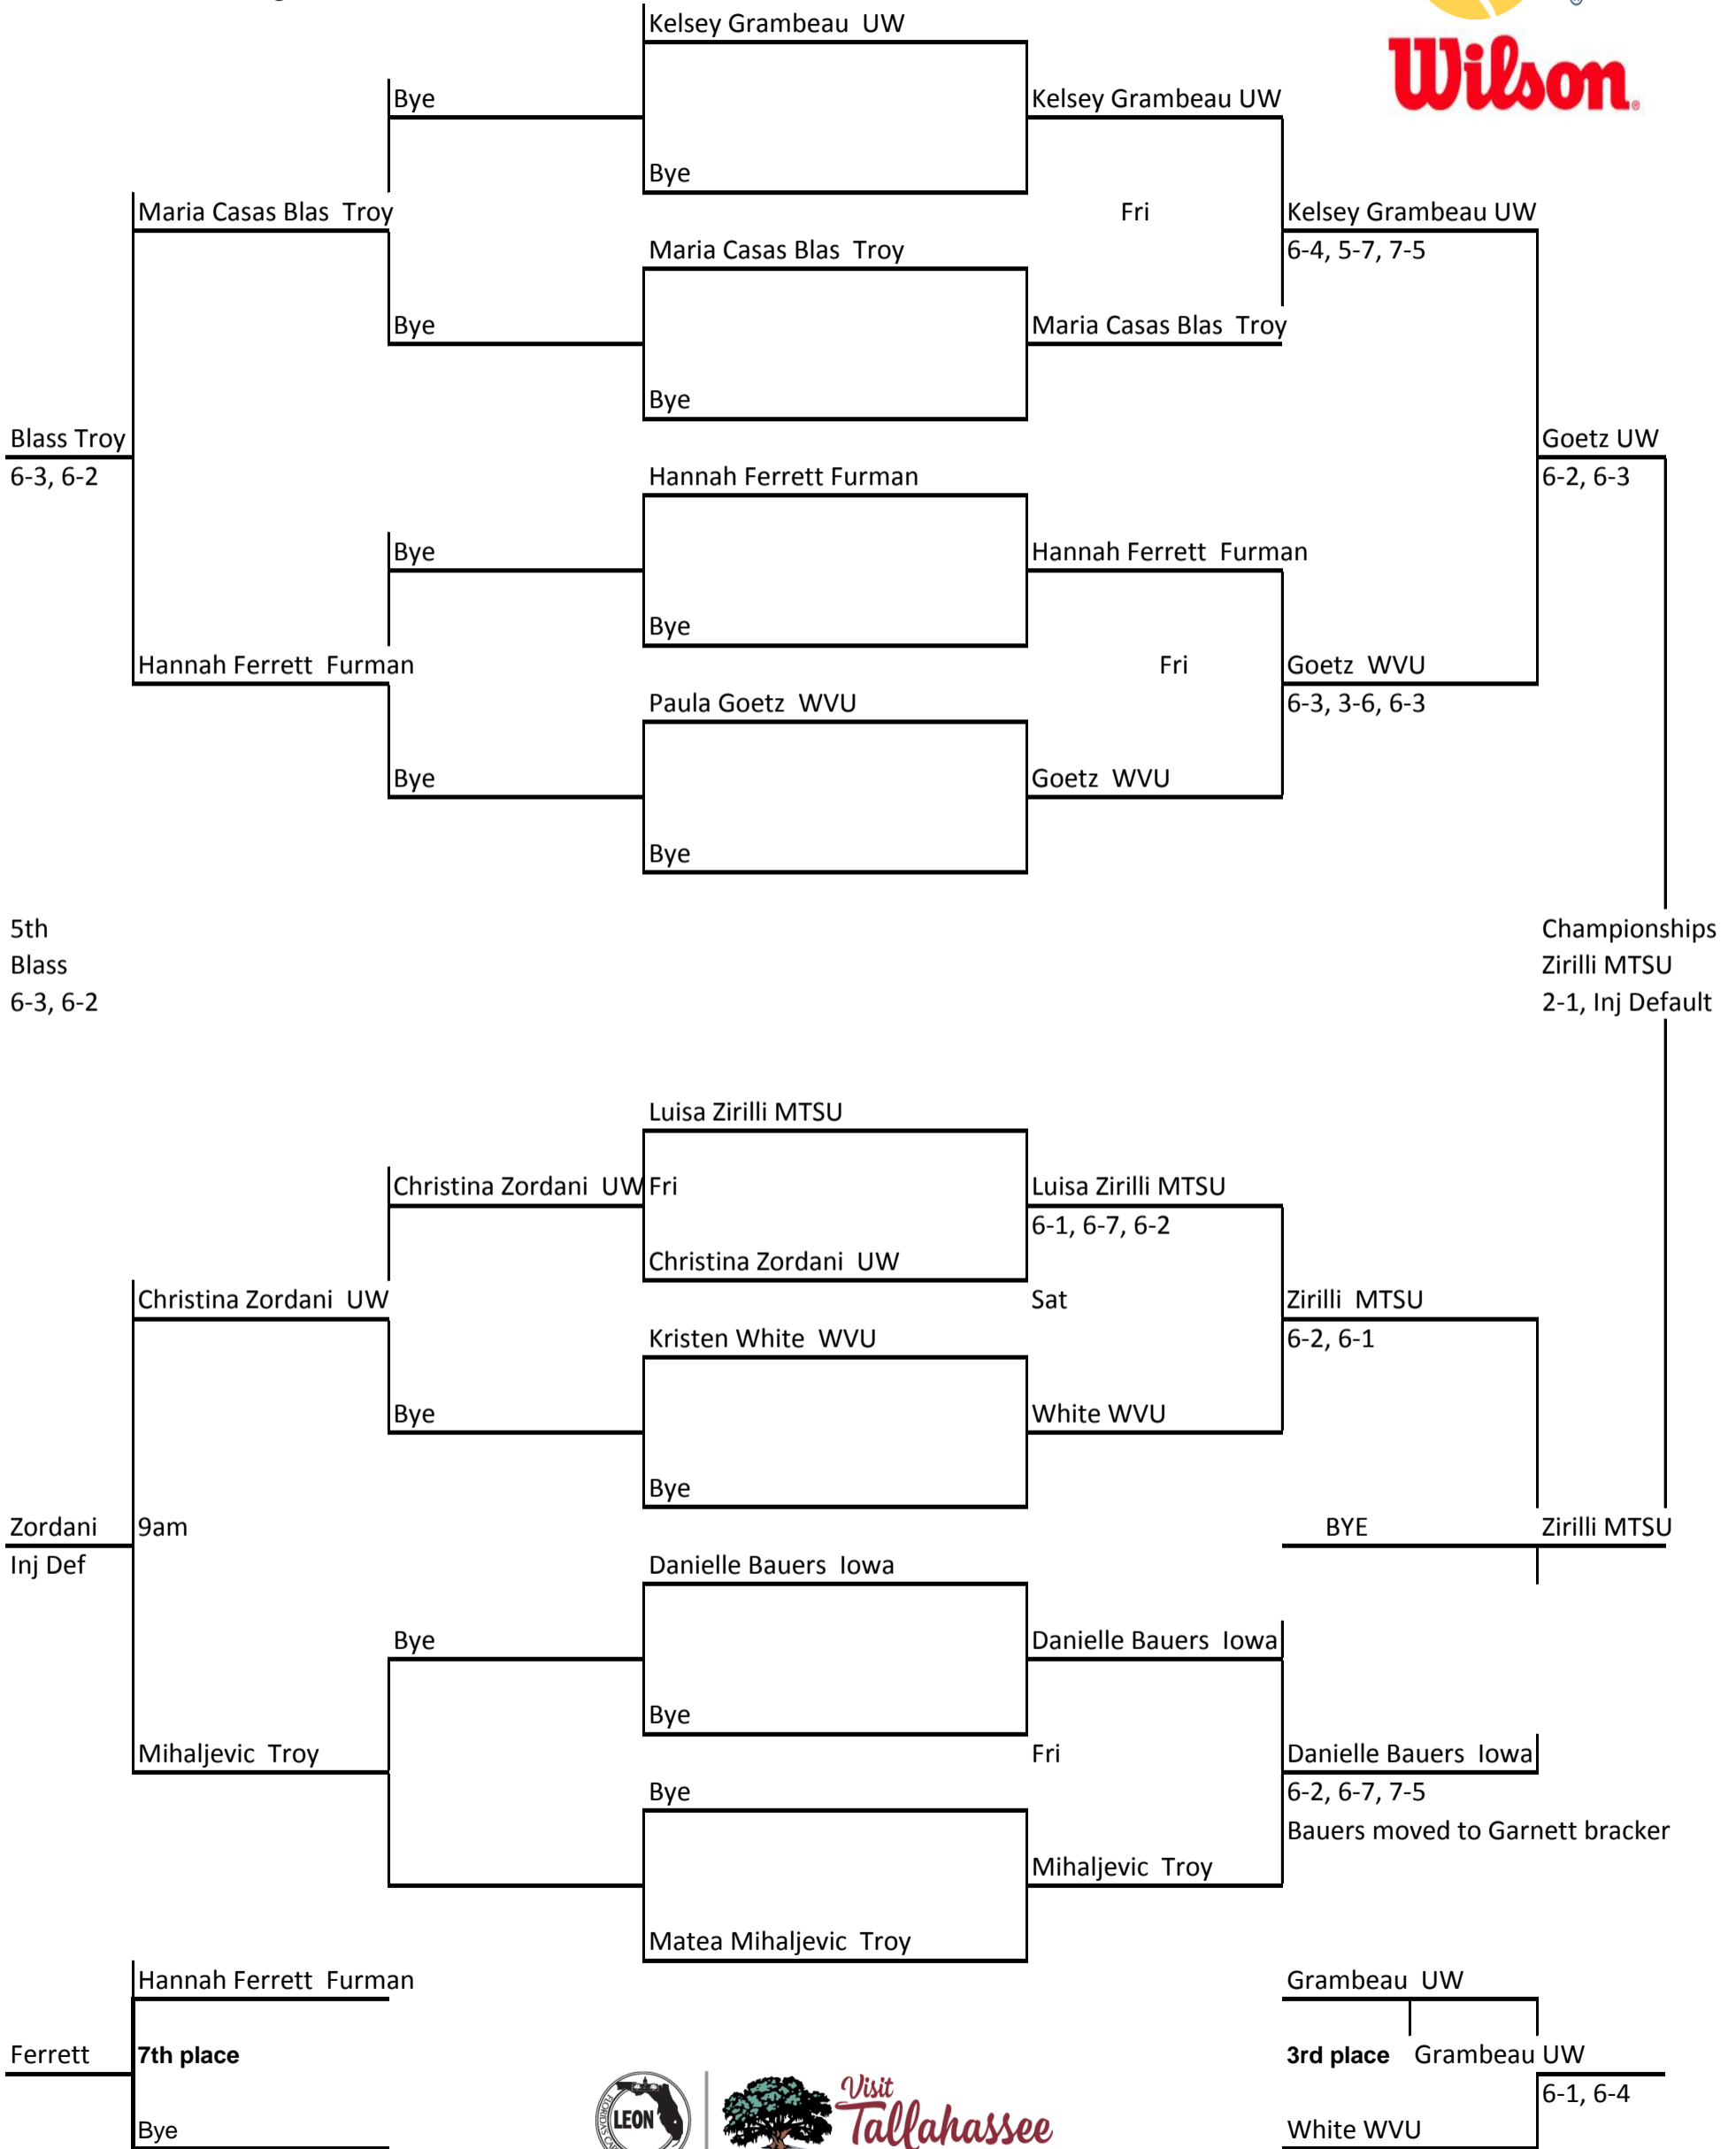 Kelsey Grambeau UW
Wilson®
Bye
Kelsey Grambeau UW
Bye
Maria Casas Blas Troy
Fri
Kelsey Grambeau UW
Maria Casas Blas Troy
6-4, 5-7, 7-5
Bye
Maria Casas Blas Troy
Bye
Blass Troy
Goetz UW
6-3, 6-2
Hannah Ferrett Furman
6-2, 6-3
Bye
Hannah Ferrett Furman
Bye
Hannah Ferrett Furman
Fri
Goetz WVU
Paula Goetz WVU
6-3, 3-6, 6-3
Bye
Goetz WVU
Bye
5th
Championships
Blass
Zirilli MTSU
6-3, 6-2
2-1, Inj Default
Luisa Zirilli MTSU
Christina Zordani UW
Fri
Luisa Zirilli MTSU
6-1, 6-7, 6-2
Christina Zordani UW
Christina Zordani UW
Sat
Zirilli MTSU
Kristen White WVU
6-2, 6-1
Bye
White WVU
Bye
Zordani
9am
BYE
Zirilli MTSU
Inj Def
Danielle Bauers Iowa
Bye
Danielle Bauers Iowa
Bye
Mihaljevic Troy
Fri
Danielle Bauers Iowa
Bye
6-2, 6-7, 7-5
Bauers moved to Garnett bracker
Mihaljevic Troy
Matea Mihaljevic Troy
Hannah Ferrett Furman
Grambeau UW
Ferrett
7th place
3rd place
Grambeau UW
6-1, 6-4
LEON
Visit
Tallahassee
Bye
White WVU